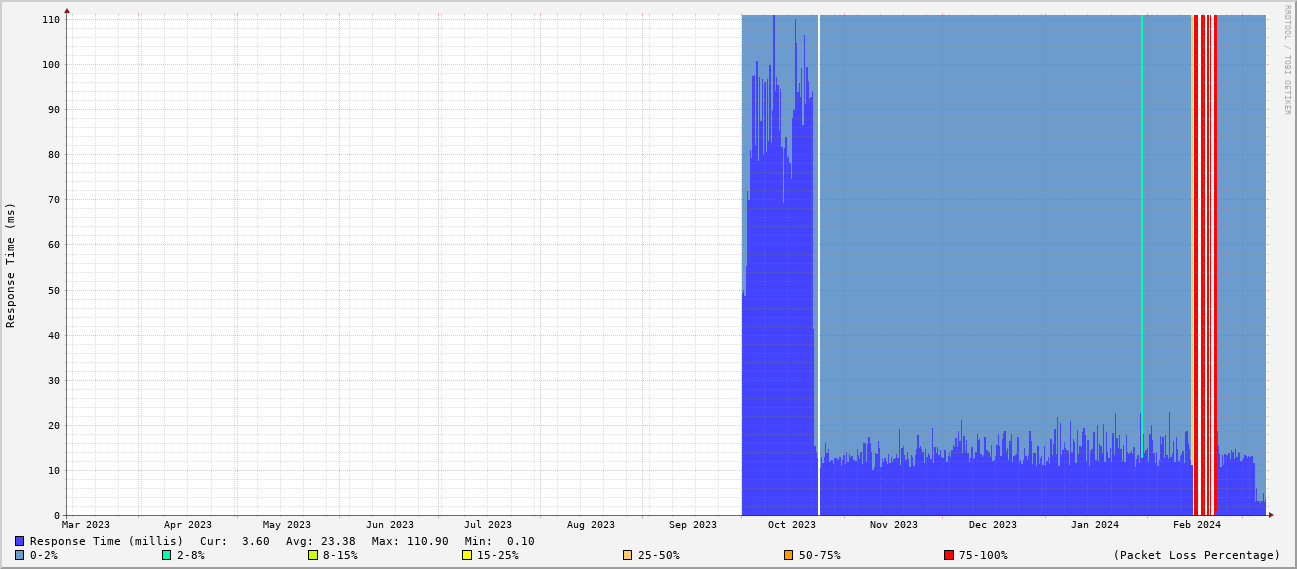 RRDTOOL / TOBI OETIKER
Response Time (ms)
110
100
90
80
70
60
50
40
30
20
10
0
Mar 2023 Apr 2023 May 2023 Jun 2023 Jul 2023 Aug 2023 Sep 2023 Oct 2023 Nov 2023 Dec 2023 Jan 2024 Feb 2024
Response Time (millis) Cur: 3.60 Avg: 23.38 Max: 110.90 Min: 0.10
0-2% 2-8% 8-15% 15-25% 25-50% 50-75% 75-100% (Packet Loss Percentage)